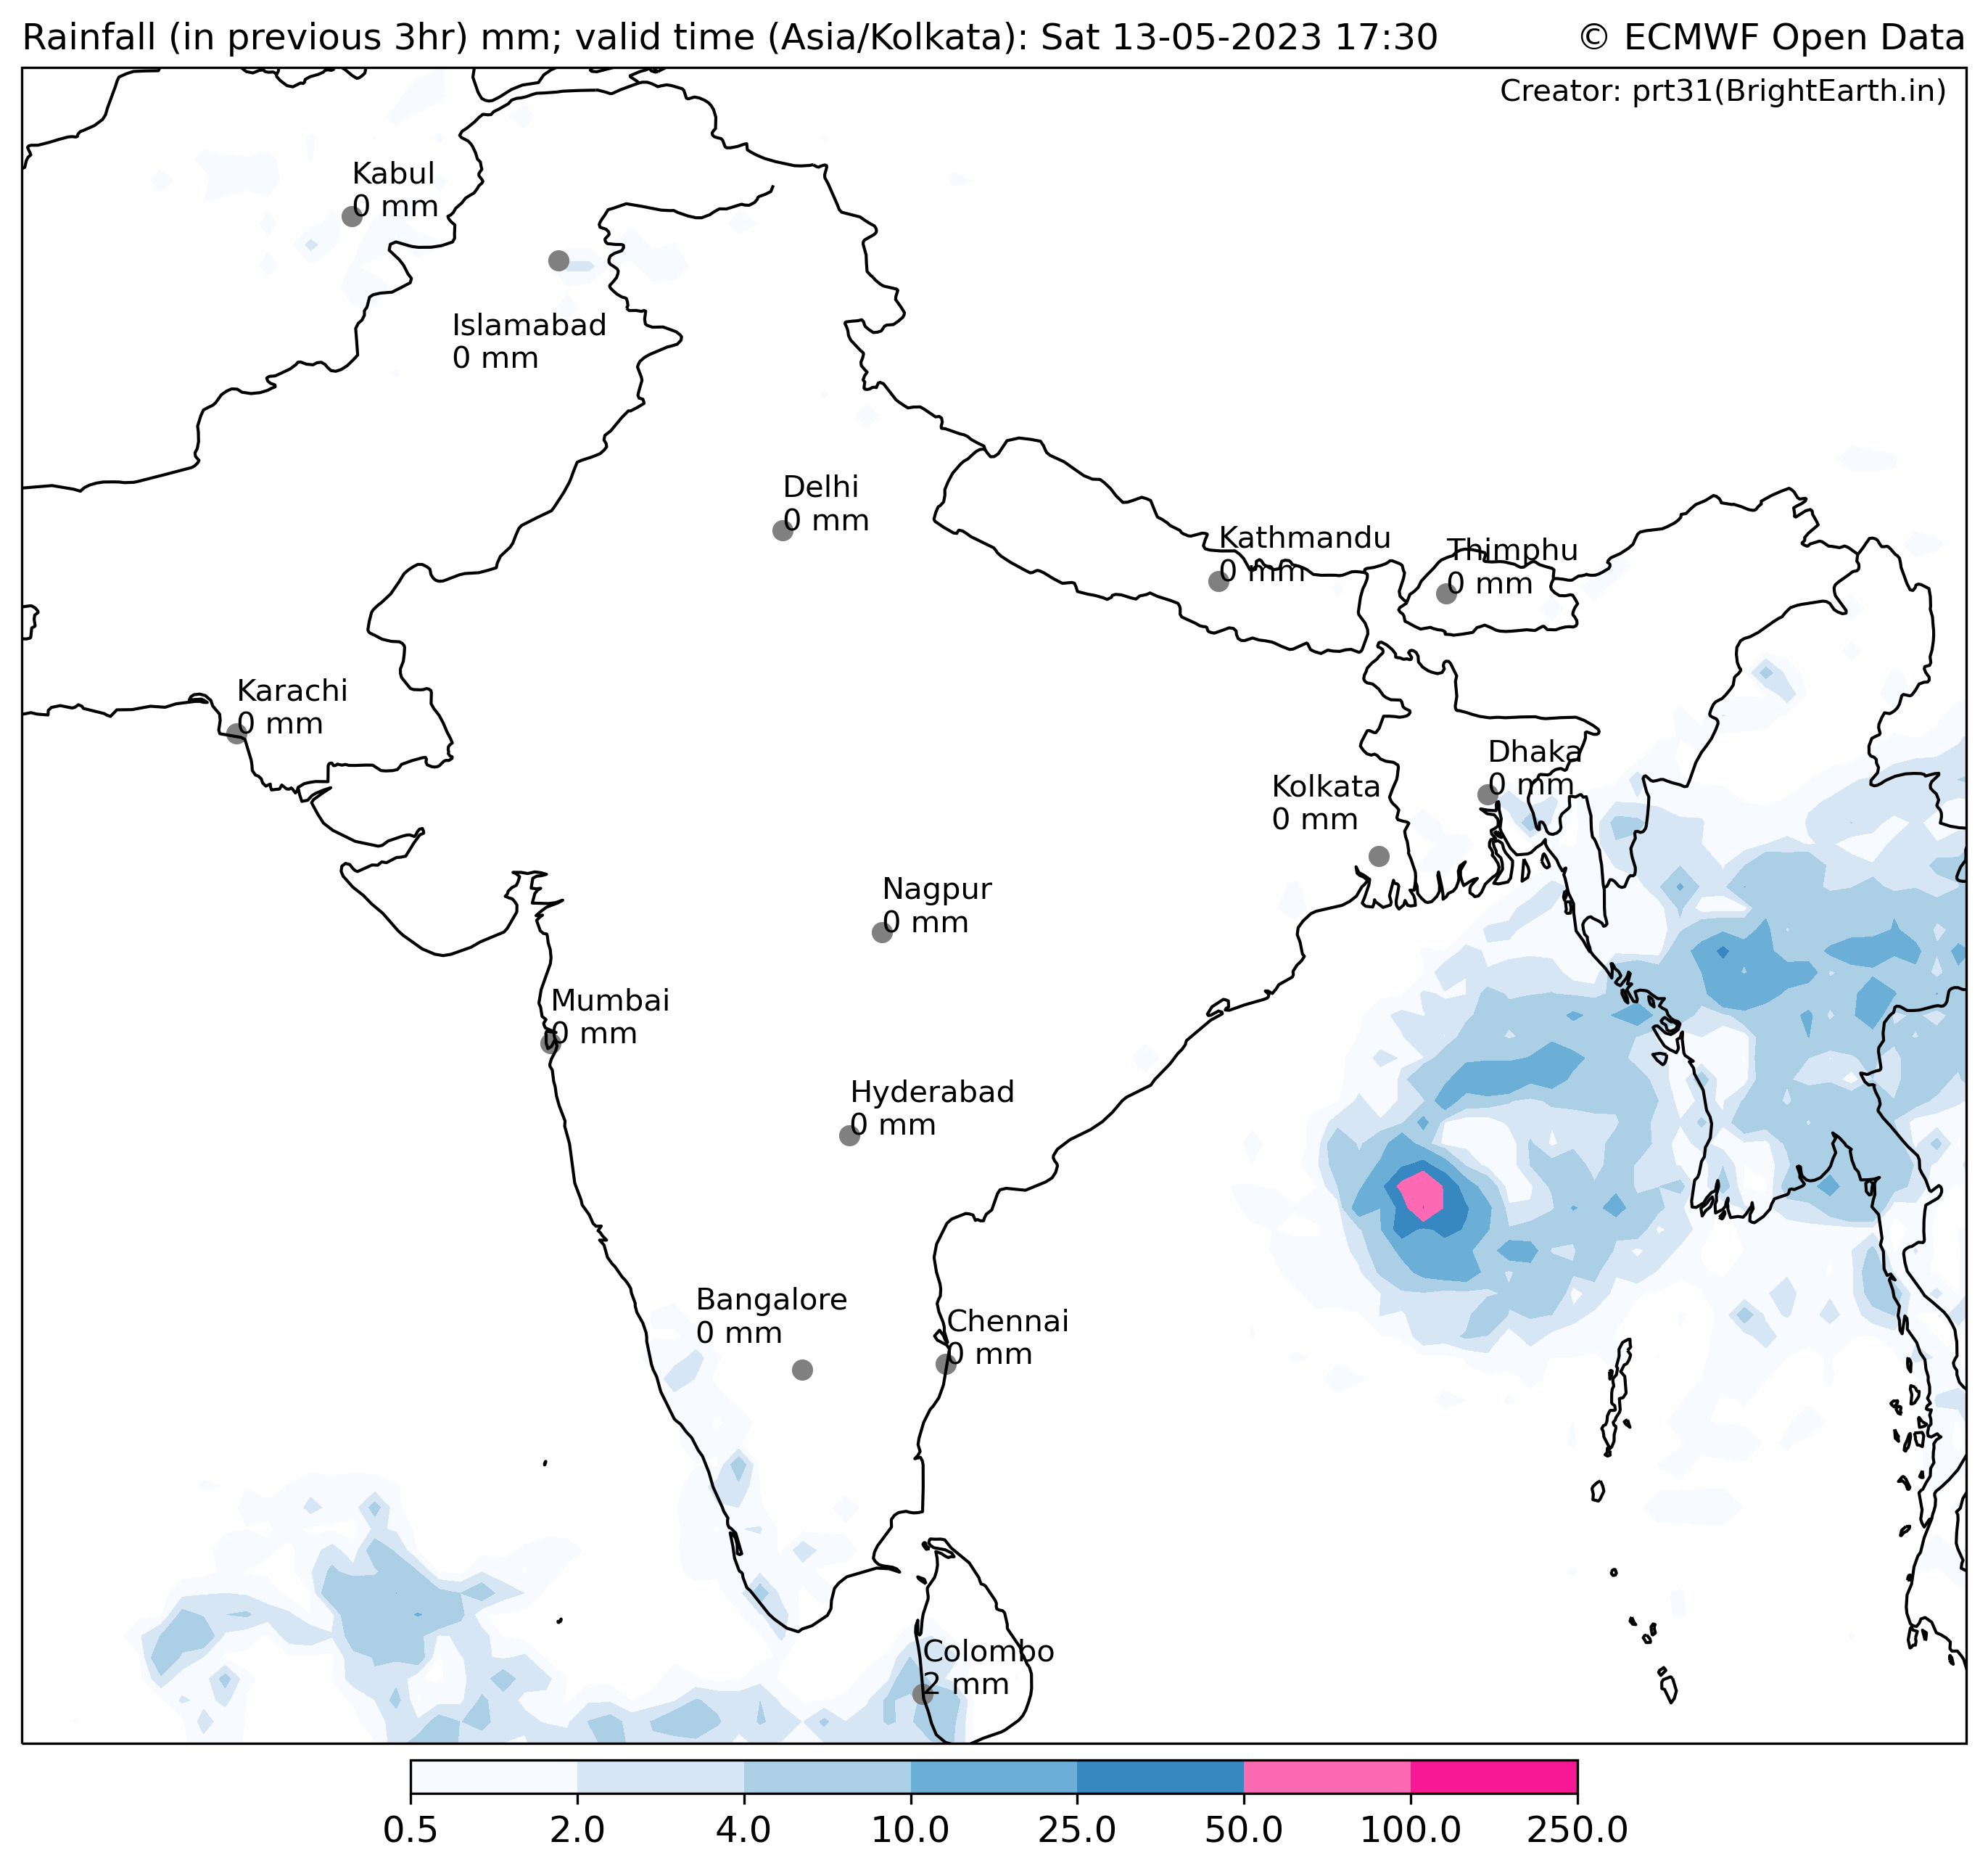 Rainfall (in previous 3hr) mm; valid time (Asia/Kolkata): Sat 13-05-2023 17:30
© ECMWF Open Data
Creator: prt31(BrightEarth.in)
Kabul
0 mm
Islamabad
0 mm
Delhi
0 mm
Kathmandu
0 mm
Thimphu
0 mm
Karachi
0 mm
Dhaka
0 mm
Kolkata
0 mm
Nagpur
0 mm
Mumbai
0 mm
Hyderabad
0 mm
Bangalore
0 mm
Chennai
0 mm
Colombo
2 mm
0.5 2.0 4.0 10.0 25.0 50.0 100.0 250.0